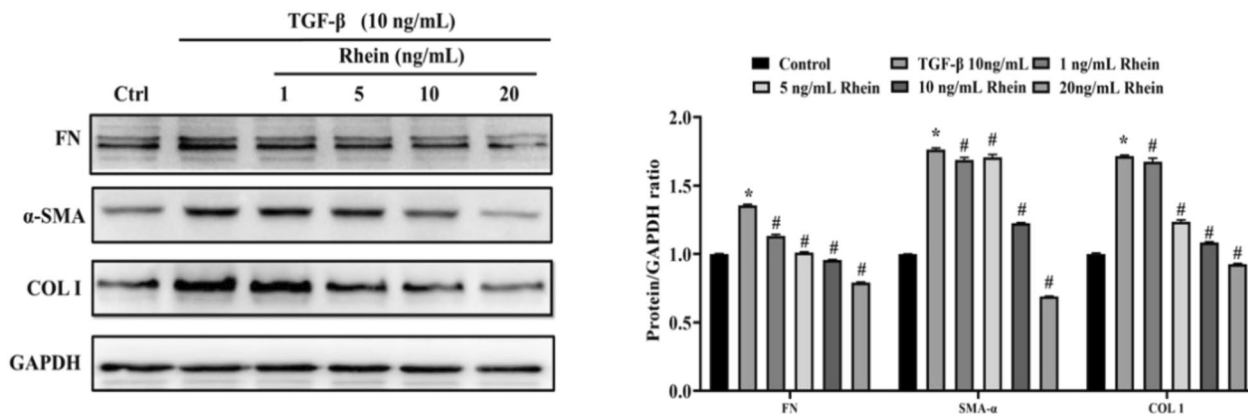 TGF-β (10 ng/mL)
Rhein (ng/mL)
Ctrl 1 5 10 20
FN
α-SMA
COL I
GAPDH
Control TGF-β 10ng/mL 1 ng/mL Rhein
5 ng/mL Rhein 10 ng/mL Rhein 20ng/mL Rhein
Protein/GAPDH ratio
2.0
1.5
1.0
0.5
0.0
* # # # #
* # # # #
* # # # #
FN SMA-α COL 1